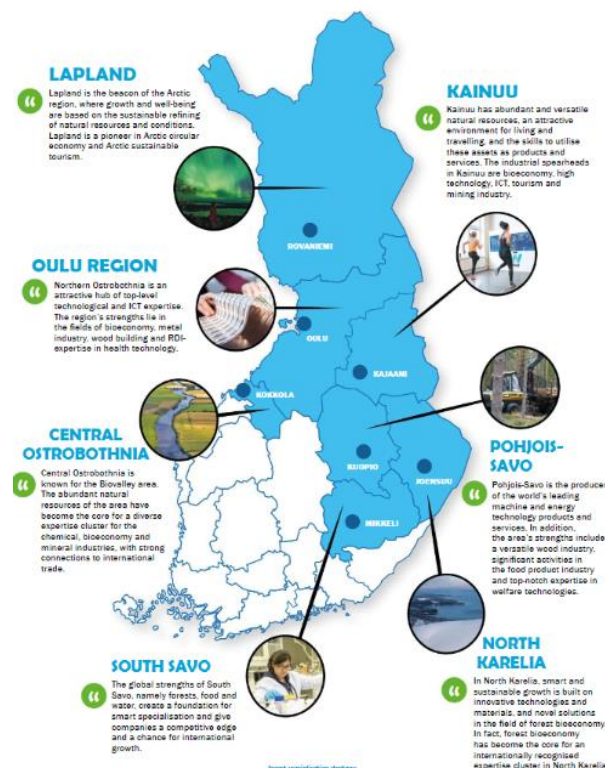 LAPLAND
Lapland is the beacon of the Arctic
region, where growth and well-being
are based on the sustainable refining
of natural resources and conditions.
Lapland is a pioneer in Arctic circular
economy and Arctic sustainable
tourism.
KAINUU
Kainuu has abundant and versatile
natural resources, an attractive
environment for living and
travelling, and the skills to utilise
these assets as products and
services. The industrial spearheads
in Kainuu are bioeconomy, high
technology, ICT, tourism and
mining industry.
ROVANIEMI
OULU REGION
Northern Ostrobothnia is an
attractive hub of top-level
technological and ICT expertise.
The region's strengths lie in
the fields of bioeconomy, metal
industry, wood building and RDI-
expertise in health technology.
OULU
KAJAANI
KOKKOLA
CENTRAL
OSTROBOTHNIA
Central Ostrobothnia is
known for the Biovalley area.
The abundant natural
resources of the area have
become the core for a diverse
expertise cluster for the
chemical, bioeconomy and
mineral industries, with strong
connections to international
trade.
KUOPIO
JOENSUU
MIKKELI
POHJOIS-
SAVO
Pohjois-Savo is the producer
of the world's leading
machine and energy
technology products and
services. In addition,
the area's strengths include
a versatile wood industry,
significant activities in
the food product industry
and top-notch expertise in
welfare technologies.
SOUTH SAVO
The global strengths of South
Savo, namely forests, food and
water, create a foundation for
smart specialisation and give
companies a competitive edge
and a chance for international
growth.
NORTH
KARELIA
In North Karelia, smart and
sustainable growth is built on
innovative technologies and
materials, and novel solutions
in the field of forest bioeconomy.
In fact, forest bioeconomy
has become the core for an
internationally recognised
expertise cluster in North Karelia